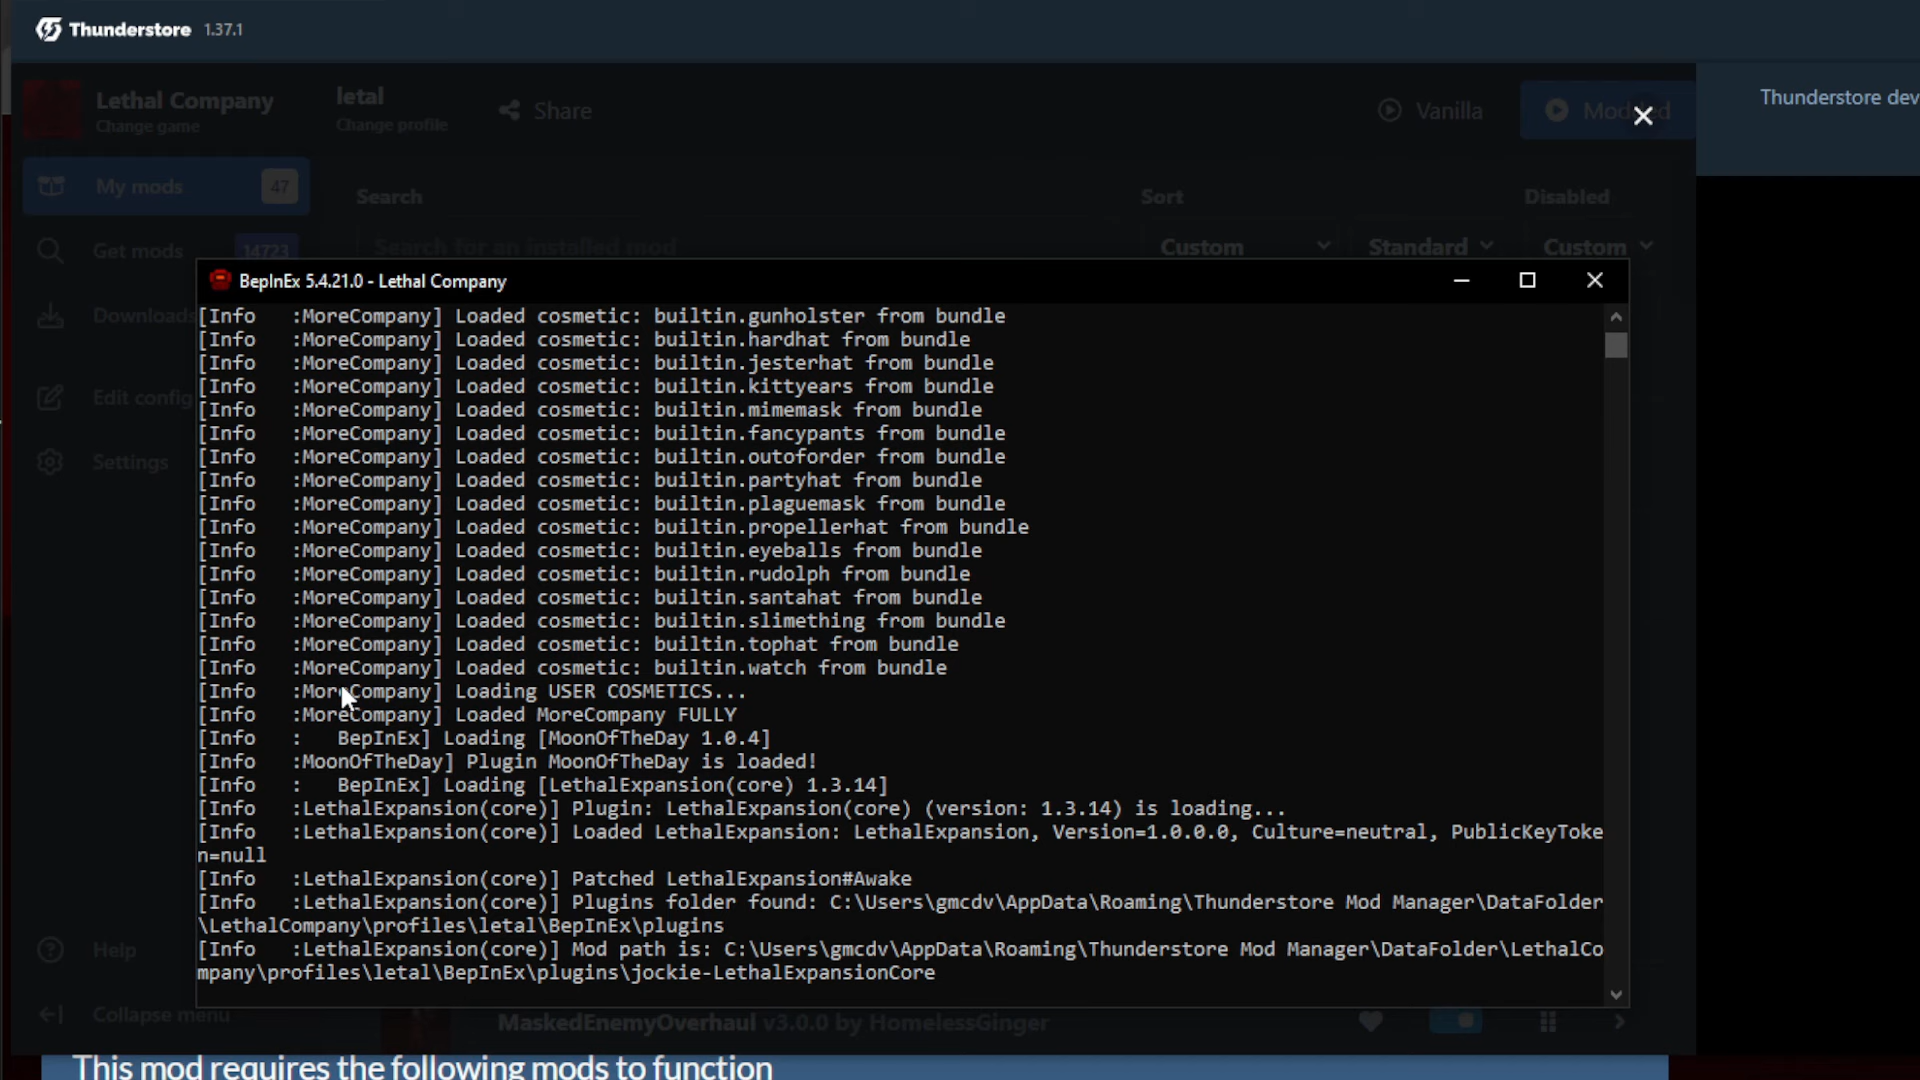 Thunderstore 1.37.1
Lethal Company
Change game
letal
Change profile
Share
Vanilla
Thunderstore dev
My mods 47
Search
Sort
Disabled
Get mods 14723
Search for an installed mod
Custom
Standard
Custom
Downloads
Edit config
Settings
BepInEx 5.4.21.0 - Lethal Company
[Info   :MoreCompany] Loaded cosmetic: builtin.gunholster from bundle
[Info   :MoreCompany] Loaded cosmetic: builtin.hardhat from bundle
[Info   :MoreCompany] Loaded cosmetic: builtin.jesterhat from bundle
[Info   :MoreCompany] Loaded cosmetic: builtin.kittyears from bundle
[Info   :MoreCompany] Loaded cosmetic: builtin.mimemask from bundle
[Info   :MoreCompany] Loaded cosmetic: builtin.fancypants from bundle
[Info   :MoreCompany] Loaded cosmetic: builtin.outoforder from bundle
[Info   :MoreCompany] Loaded cosmetic: builtin.partyhat from bundle
[Info   :MoreCompany] Loaded cosmetic: builtin.plaguemask from bundle
[Info   :MoreCompany] Loaded cosmetic: builtin.propellerhat from bundle
[Info   :MoreCompany] Loaded cosmetic: builtin.eyeballs from bundle
[Info   :MoreCompany] Loaded cosmetic: builtin.rudolph from bundle
[Info   :MoreCompany] Loaded cosmetic: builtin.santahat from bundle
[Info   :MoreCompany] Loaded cosmetic: builtin.slimething from bundle
[Info   :MoreCompany] Loaded cosmetic: builtin.tophat from bundle
[Info   :MoreCompany] Loaded cosmetic: builtin.watch from bundle
[Info   :MoreCompany] Loading USER COSMETICS...
[Info   :MoreCompany] Loaded MoreCompany FULLY
[Info   :   BepInEx] Loading [MoonOfTheDay 1.0.4]
[Info   :MoonOfTheDay] Plugin MoonOfTheDay is loaded!
[Info   :   BepInEx] Loading [LethalExpansion(core) 1.3.14]
[Info   :LethalExpansion(core)] Plugin: LethalExpansion(core) (version: 1.3.14) is loading...
[Info   :LethalExpansion(core)] Loaded LethalExpansion: LethalExpansion, Version=1.0.0.0, Culture=neutral, PublicKeyToke
n=null
[Info   :LethalExpansion(core)] Patched LethalExpansion#Awake
[Info   :LethalExpansion(core)] Plugins folder found: C:\Users\gmcdv\AppData\Roaming\Thunderstore Mod Manager\DataFolder
\LethalCompany\profiles\letal\BepInEx\plugins
[Info   :LethalExpansion(core)] Mod path is: C:\Users\gmcdv\AppData\Roaming\Thunderstore Mod Manager\DataFolder\LethalCo
mpany\profiles\letal\BepInEx\plugins\jockie-LethalExpansionCore
Help
Collapse menu
MaskedEnemyOverhaul v3.0.0 by HomelessGinger
This mod requires the following mods to function